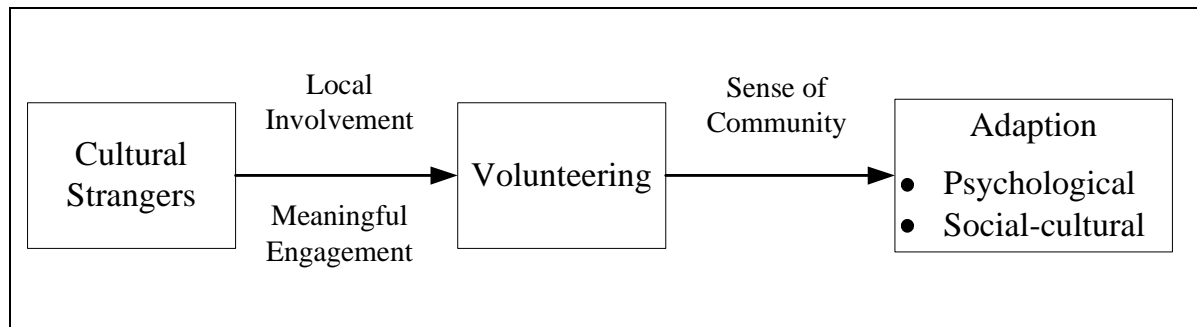 Cultural
Strangers
Local
Involvement
Meaningful
Engagement
Volunteering
Sense of
Community
Adaption
● Psychological
● Social-cultural